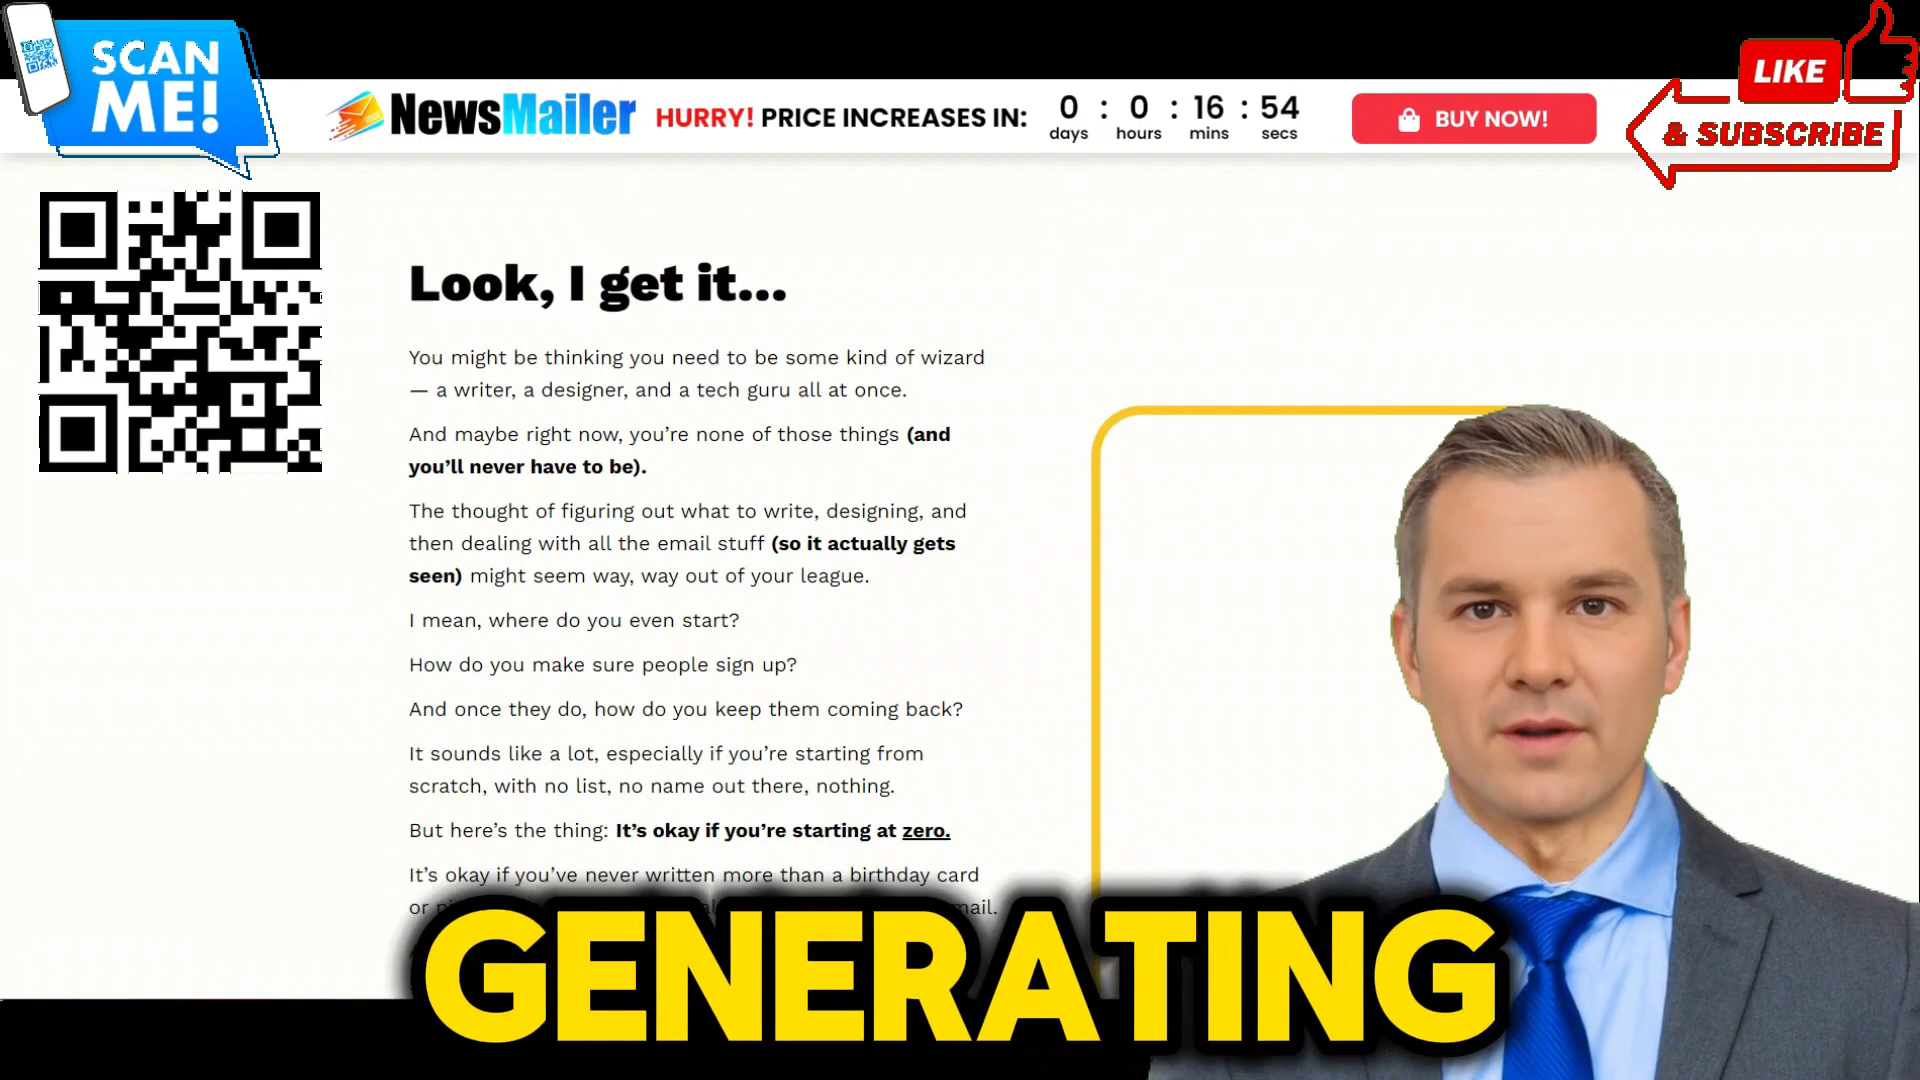 SCAN
ME!
NewsMailer
HURRY! PRICE INCREASES IN:
0 : 0 : 16 : 54
days hours mins secs
BUY NOW!
LIKE
& SUBSCRIBE
Look, I get it...
You might be thinking you need to be some kind of wizard
— a writer, a designer, and a tech guru all at once.
And maybe right now, you’re none of those things (and
you’ll never have to be).
The thought of figuring out what to write, designing, and
then dealing with all the email stuff (so it actually gets
seen) might seem way, way out of your league.
I mean, where do you even start?
How do you make sure people sign up?
And once they do, how do you keep them coming back?
It sounds like a lot, especially if you’re starting from
scratch, with no list, no name out there, nothing.
But here’s the thing: It’s okay if you’re starting at zero.
It’s okay if you’ve never written more than a birthday card
or
GENERATING